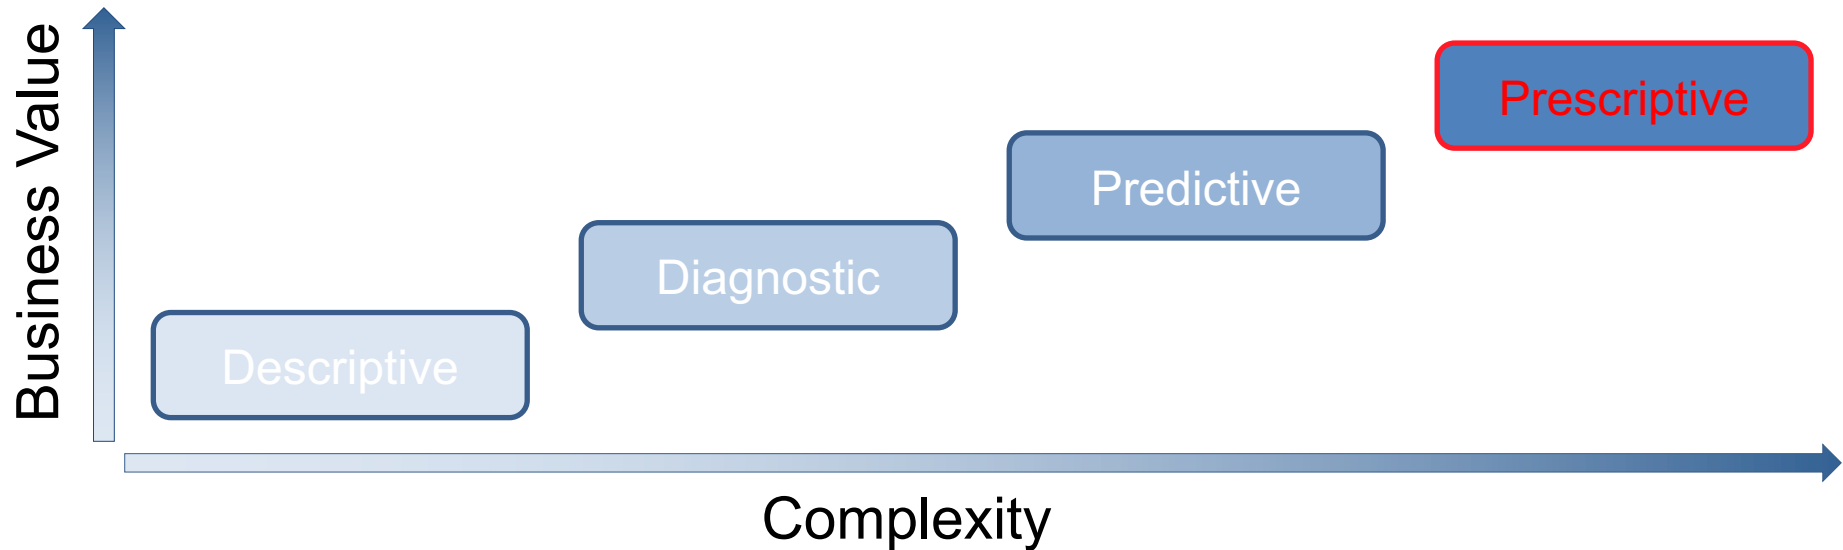 Business Value
Prescriptive
Predictive
Diagnostic
Descriptive
Complexity